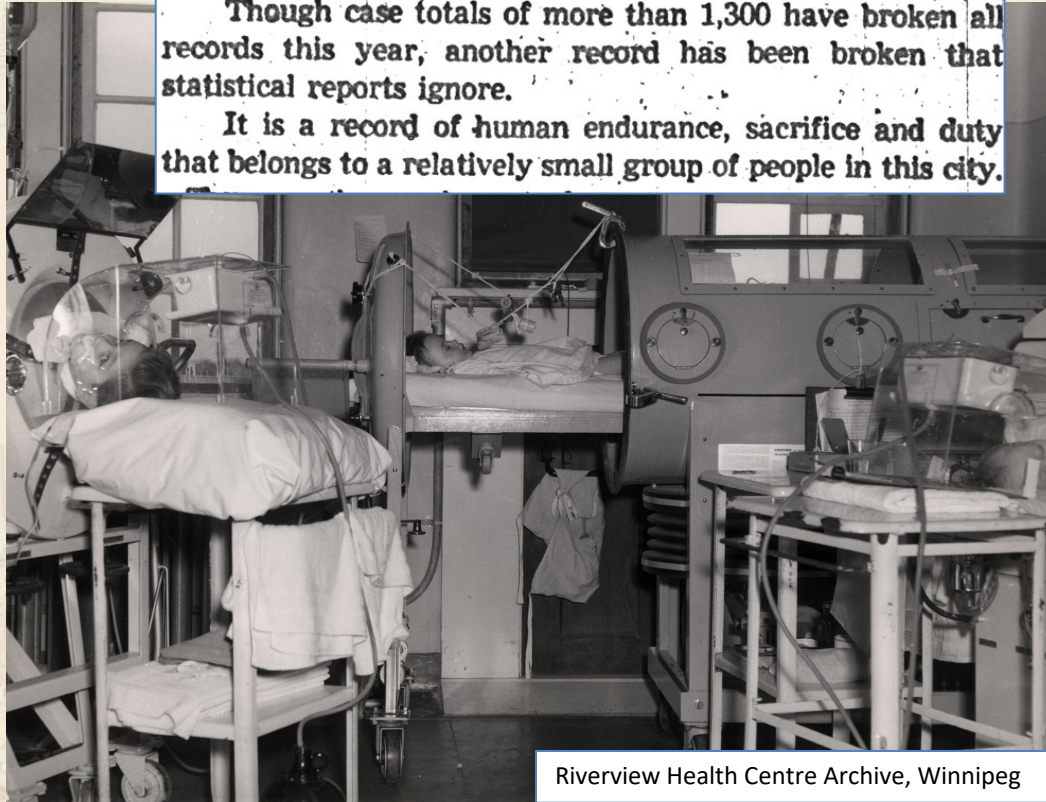 Though case totals of more than 1,300 have broken all
records this year, another record has been broken that
statistical reports ignore.
It is a record of human endurance, sacrifice and duty
that belongs to a relatively small group of people in this city.
Riverview Health Centre Archive, Winnipeg